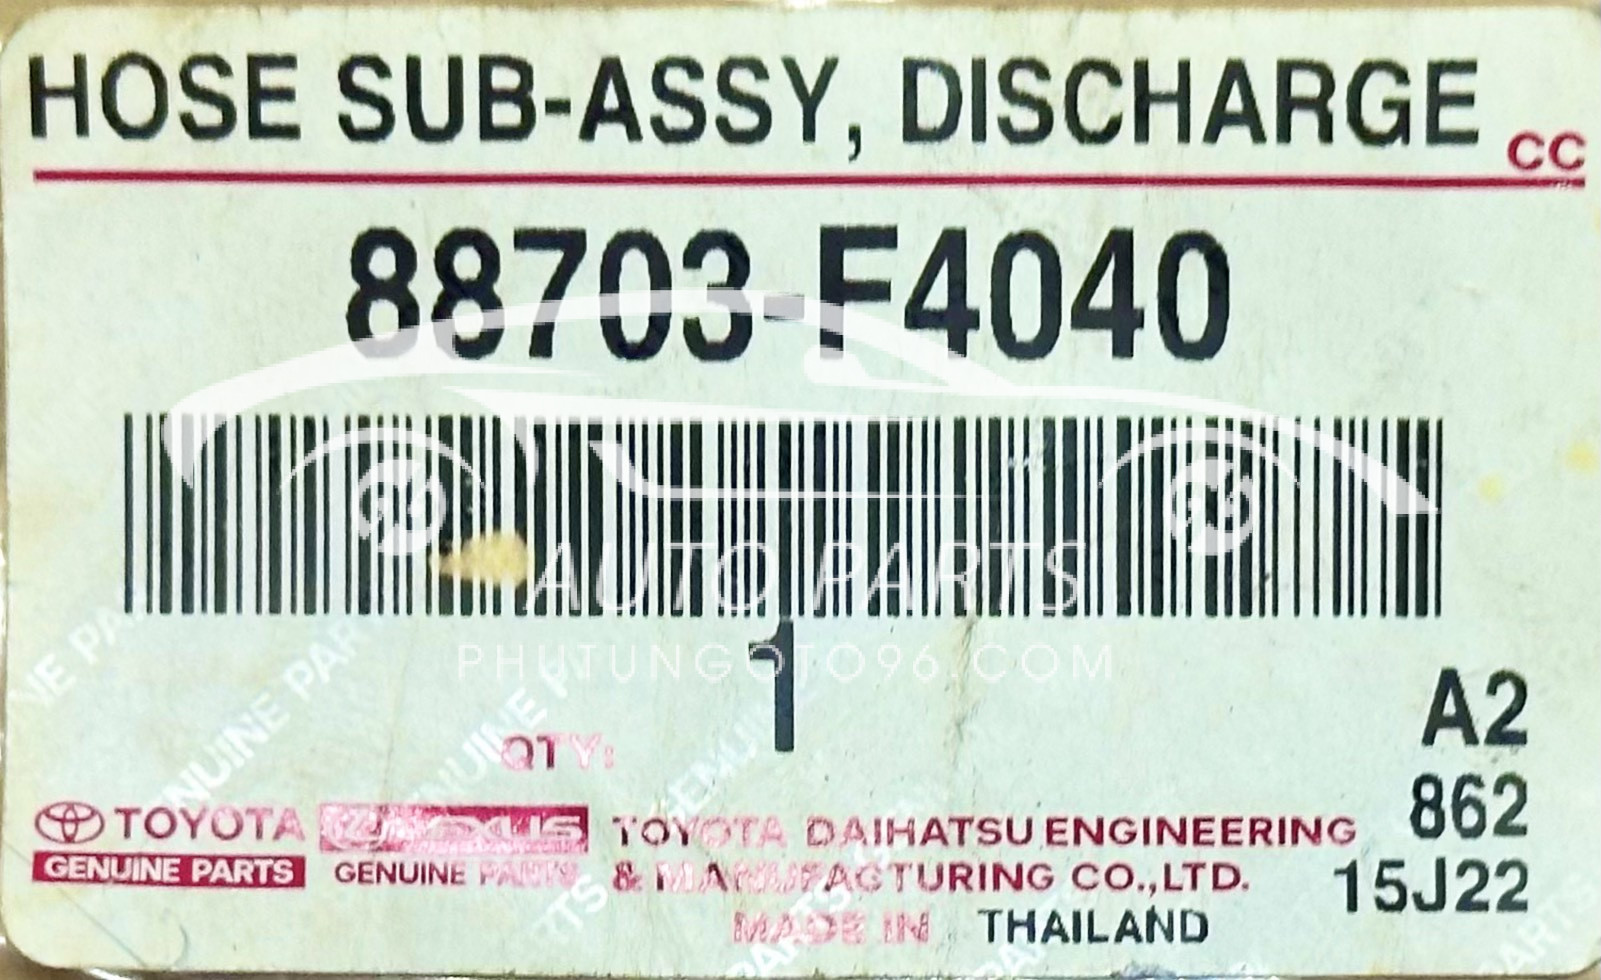 HOSE SUB-ASSY, DISCHARGE CC
88703-F4040
AUTO PARTS
PHUTUNGOTO96.COM
1
QTY:
A2
862
15J22
TOYOTA
GENUINE PARTS
LEXUS
GENUINE PARTS
TOYOTA DAIHATSU ENGINEERING
& MANUFACTURING CO.,LTD.
MADE IN THAILAND